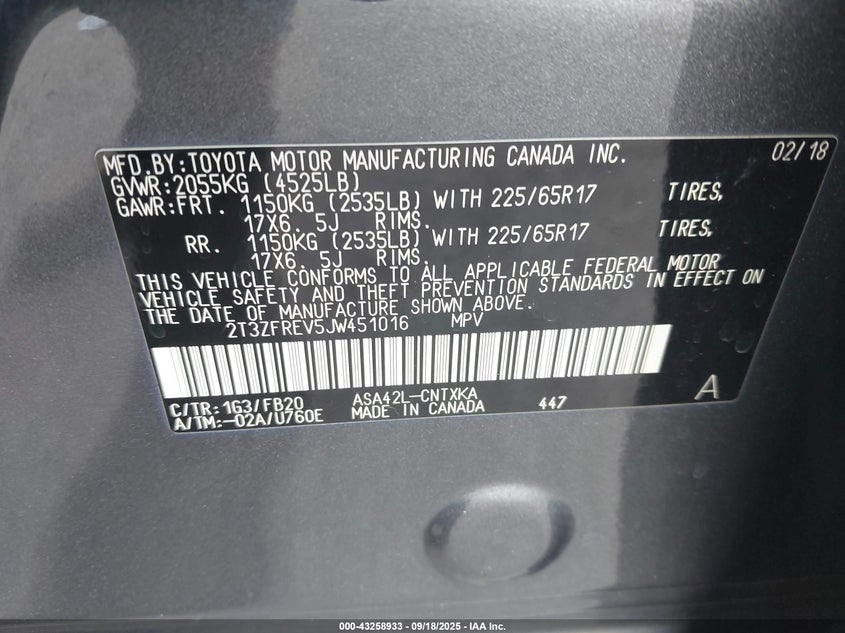 MFD.BY:TOYOTA MOTOR MANUFACTURING CANADA INC. 02/18
GVWR:2055KG (4525LB)
GAWR:FRT. 1150KG (2535LB) WITH 225/65R17 TIRES,
17X6. 5J RIMS.
RR. 1150KG (2535LB) WITH 225/65R17 TIRES,
17X6. 5J RIMS.
THIS VEHICLE CONFORMS TO ALL APPLICABLE FEDERAL MOTOR
VEHICLE SAFETY AND THEFT PREVENTION STANDARDS IN EFFECT ON
THE DATE OF MANUFACTURE SHOWN ABOVE.
2T3ZFREV5JW451016 MPV
C/TR:1G3/FB20 ASA42L-CNTXKA 447 A
A/TM:-02A/U760E MADE IN CANADA
000-43258933 - 09/18/2025 - IAA Inc.